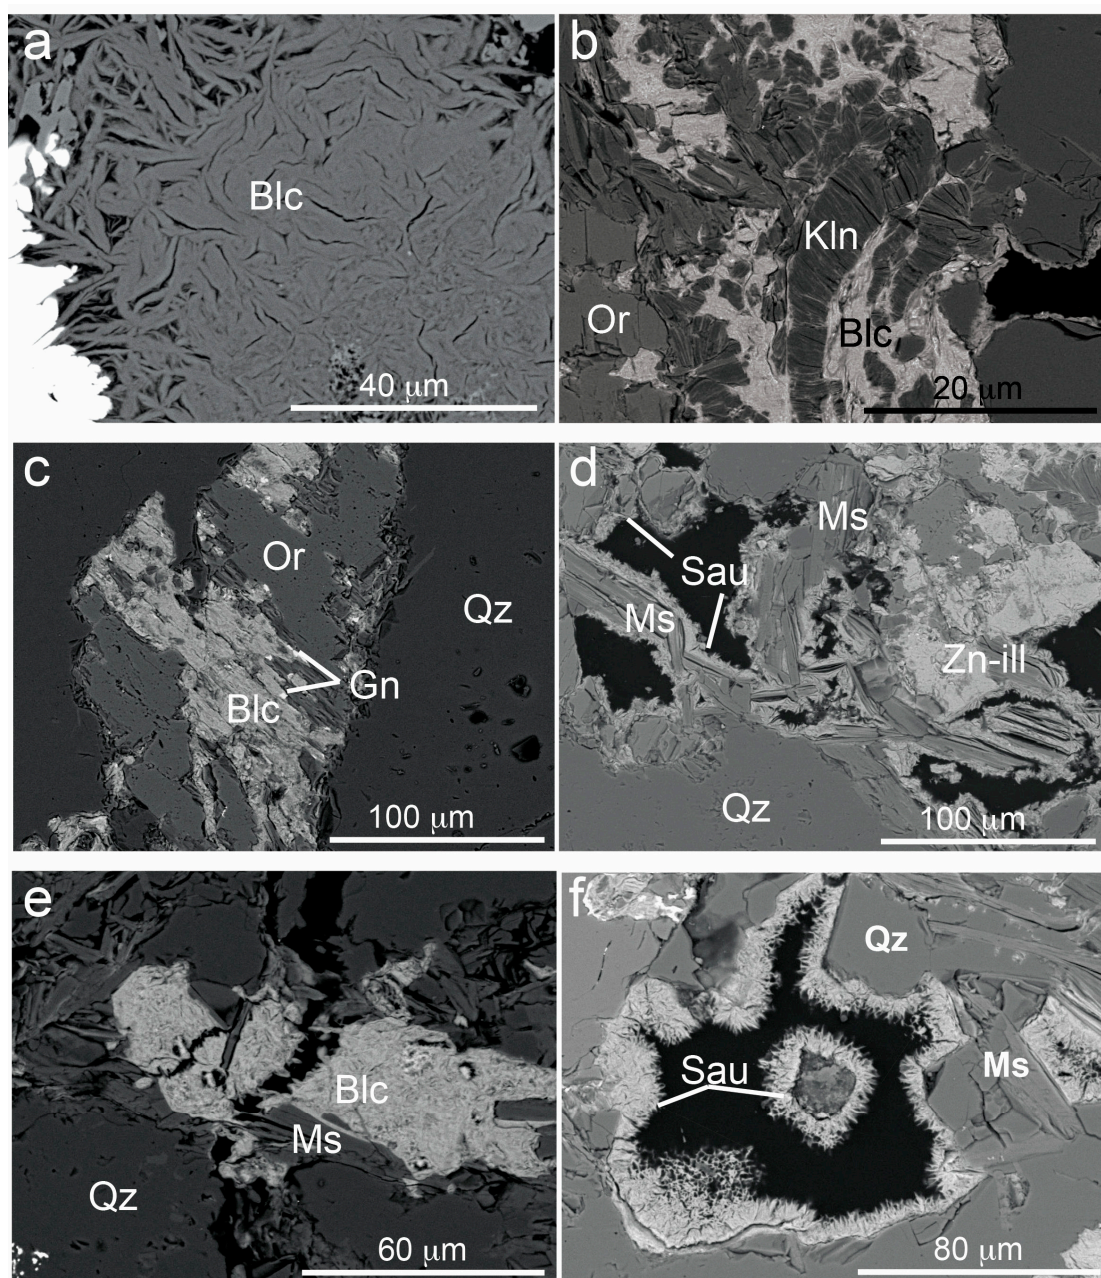 a
Blc
40 μm
b
Kln
Or
Blc
20 μm
c
Or
Qz
Gn
Blc
100 μm
d
Ms
Sau
Ms
Zn-ill
Qz
100 μm
e
Blc
Ms
Qz
60 μm
f
Qz
Sau
Ms
80 μm